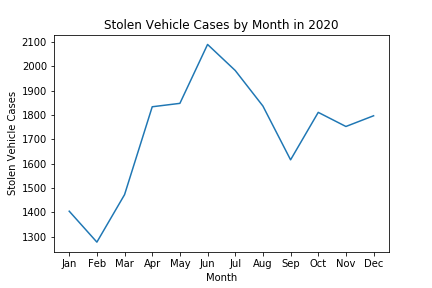 Stolen Vehicle Cases by Month in 2020
2100
2000
1900
1800
1700
1600
1500
1400
1300
Stolen Vehicle Cases
Jan Feb Mar Apr May Jun Jul Aug Sep Oct Nov Dec
Month